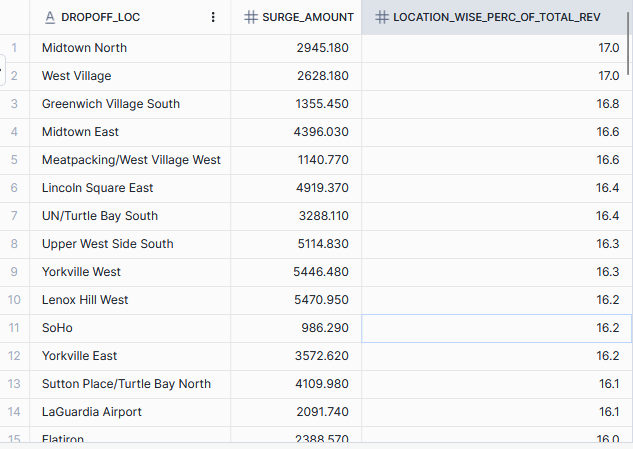 DROPOFF_LOC SURGE_AMOUNT LOCATION_WISE_PERC_OF_TOTAL_REV
1 Midtown North 2945.180 17.0
2 West Village 2628.180 17.0
3 Greenwich Village South 1355.450 16.8
4 Midtown East 4396.030 16.6
5 Meatpacking/West Village West 1140.770 16.6
6 Lincoln Square East 4919.370 16.4
7 UN/Turtle Bay South 3288.110 16.4
8 Upper West Side South 5114.830 16.3
9 Yorkville West 5446.480 16.3
10 Lenox Hill West 5470.950 16.2
11 SoHo 986.290 16.2
12 Yorkville East 3572.620 16.2
13 Sutton Place/Turtle Bay North 4109.980 16.1
14 LaGuardia Airport 2091.740 16.1
15 Flatiron 2388.570 16.0